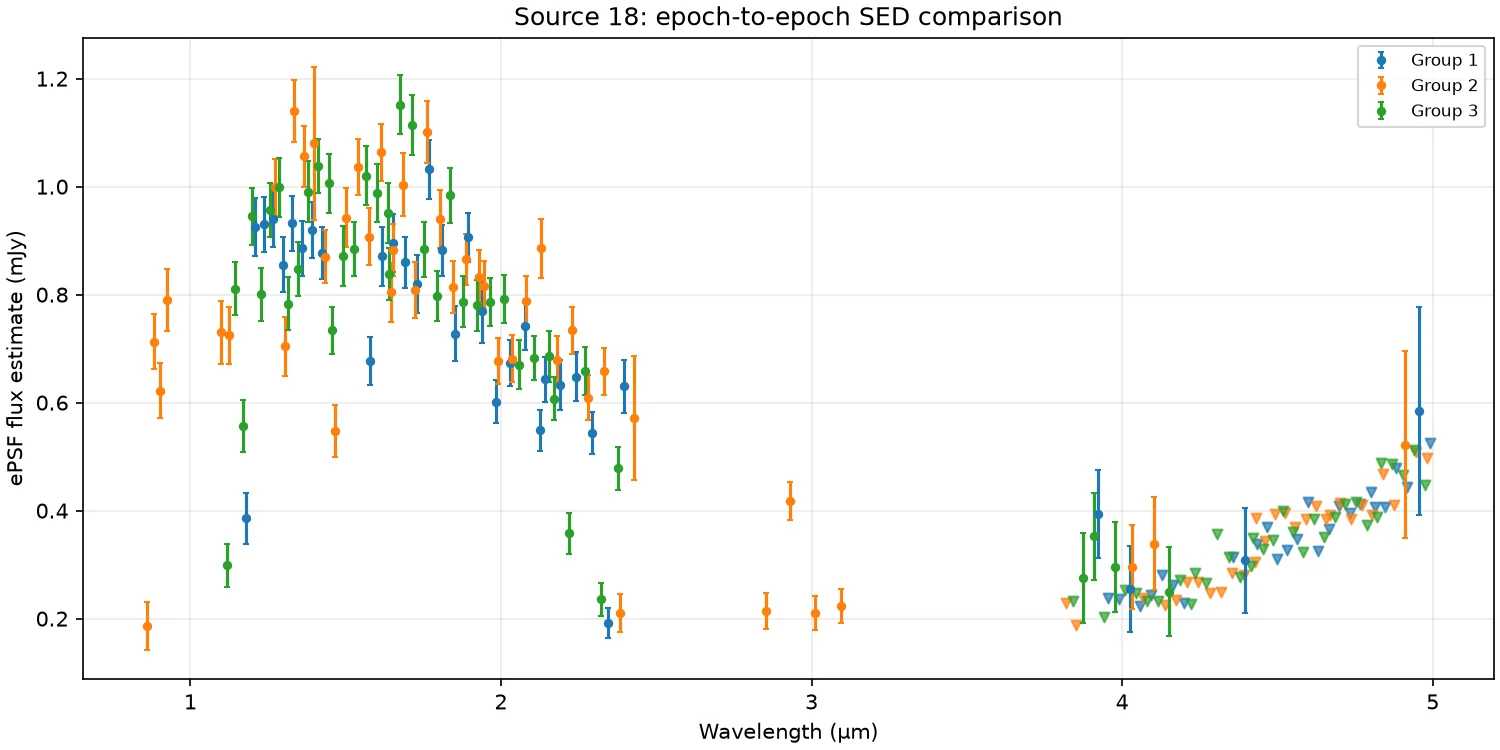 Source 18: epoch-to-epoch SED comparison
Group 1
Group 2
Group 3
ePSF flux estimate (mJy)
1.2
1.0
0.8
0.6
0.4
0.2
1 2 3 4 5
Wavelength (μm)